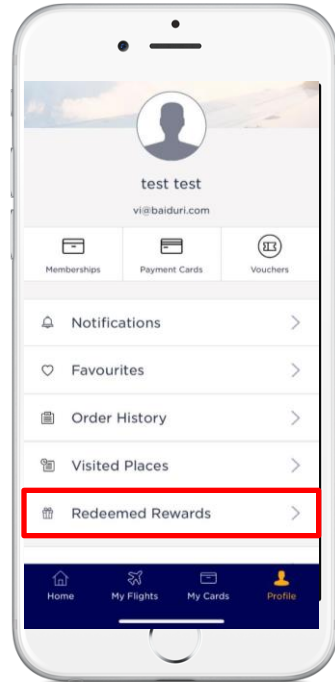 test test
vi@baiduri.com
Memberships Payment Cards Vouchers
Notifications
Favourites
Order History
Visited Places
Redeemed Rewards
Home My Flights My Cards Profile